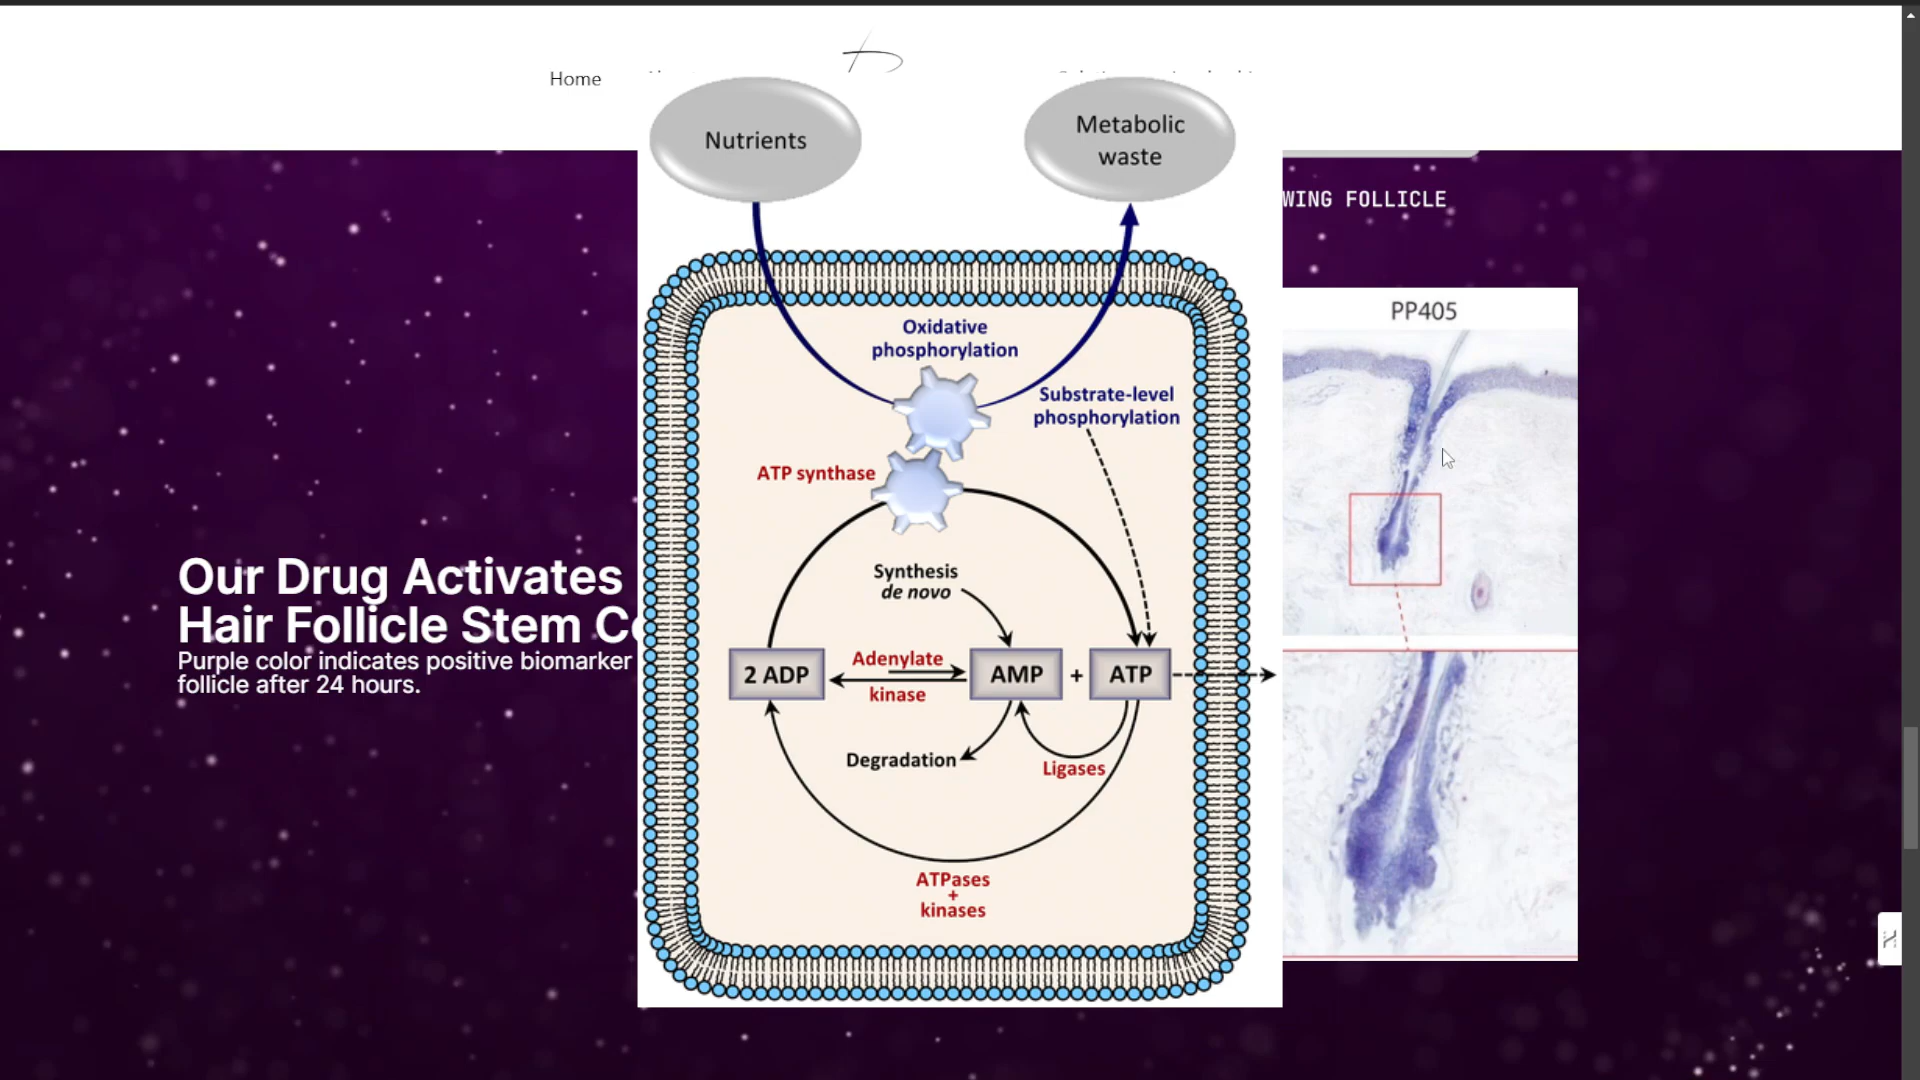 Home
Nutrients
Metabolic
waste
WING FOLLICLE
PP405
Oxidative
phosphorylation
Substrate-level
phosphorylation
ATP synthase
Synthesis
de novo
Our Drug Activates
Hair Follicle Stem
Purple color indicates positive biomarker
follicle after 24 hours.
2 ADP
Adenylate
kinase
AMP
+
ATP
Degradation
Ligases
ATPases
+
kinases